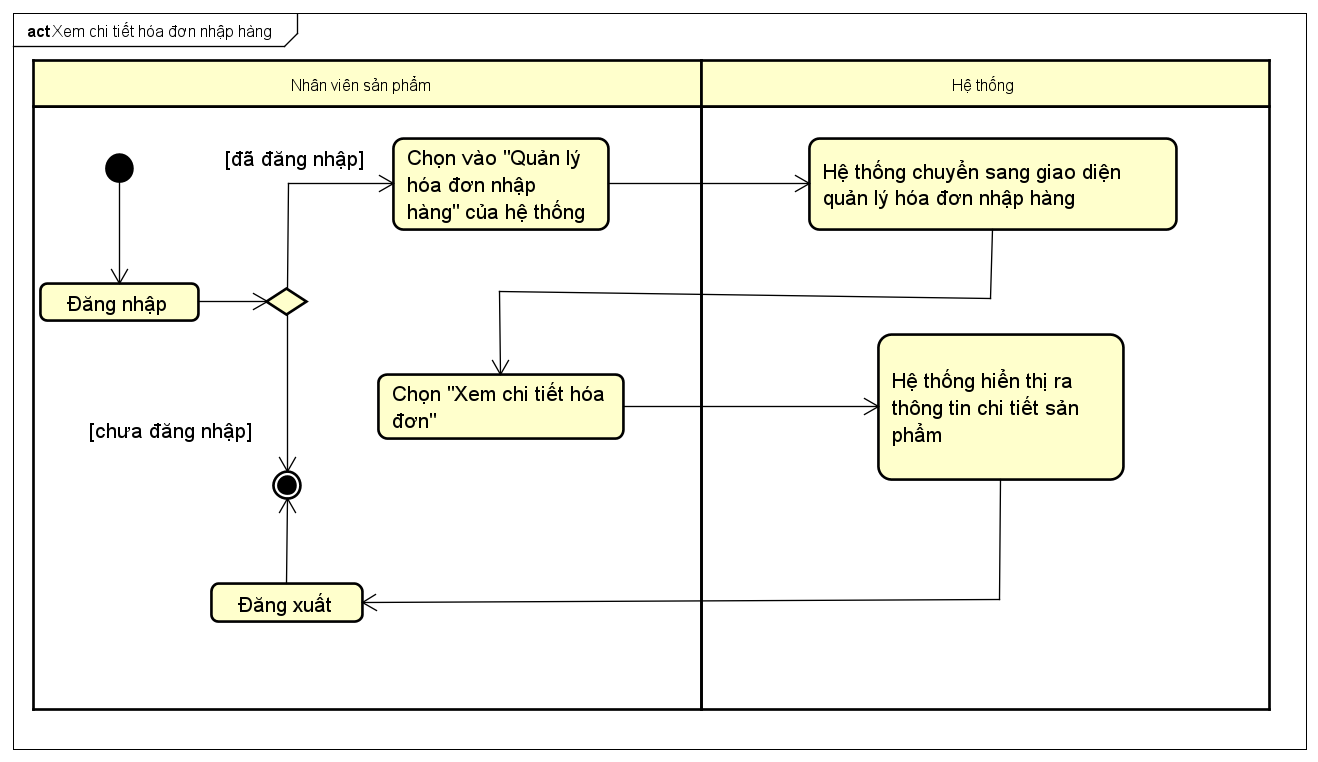 act Xem chi tiết hóa đơn nhập hàng
Nhân viên sản phẩm
Hệ thống
[đã đăng nhập]
Chọn vào "Quản lý
hóa đơn nhập
hàng" của hệ thống
Hệ thống chuyển sang giao diện
quản lý hóa đơn nhập hàng
Đăng nhập
Chọn "Xem chi tiết hóa
đơn"
Hệ thống hiển thị ra
thông tin chi tiết sản
phẩm
[chưa đăng nhập]
Đăng xuất